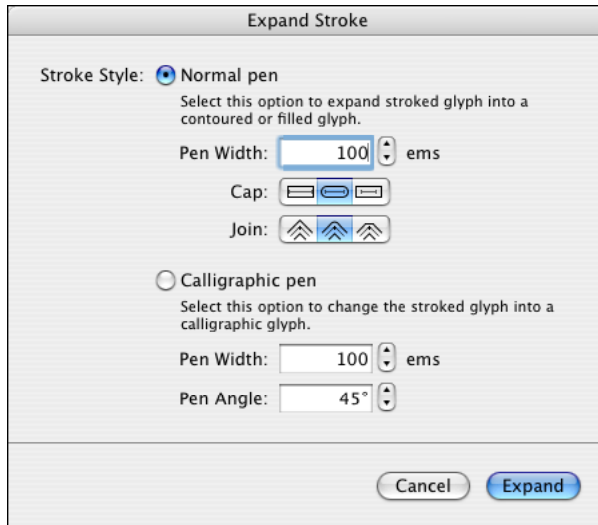 Expand Stroke
Stroke Style: Normal pen
Select this option to expand stroked glyph into a
contoured or filled glyph.
Pen Width: 100 ems
Cap:
Join:
Calligraphic pen
Select this option to change the stroked glyph into a
calligraphic glyph.
Pen Width: 100 ems
Pen Angle: 45°
Cancel Expand